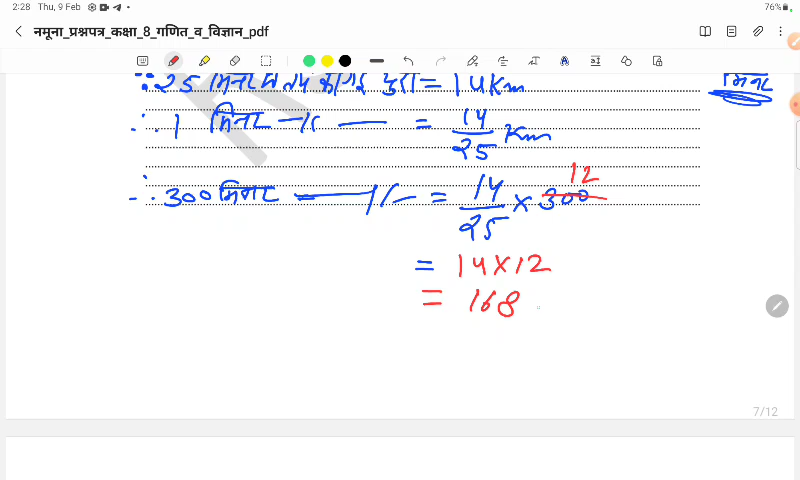 2:28 Thu, 9 Feb 76%
नमूना_प्रश्नपत्र_कक्षा_8_गणित_व_विज्ञान_pdf
∵ 25 मिनट में तय की गई दूरी = 14 Km मिनट
∴ 1 मिनट —〃— = 14/25 Km
12
∴ 300 मिनट —〃— = 14/25 × 300
= 14 × 12
= 168
7/12